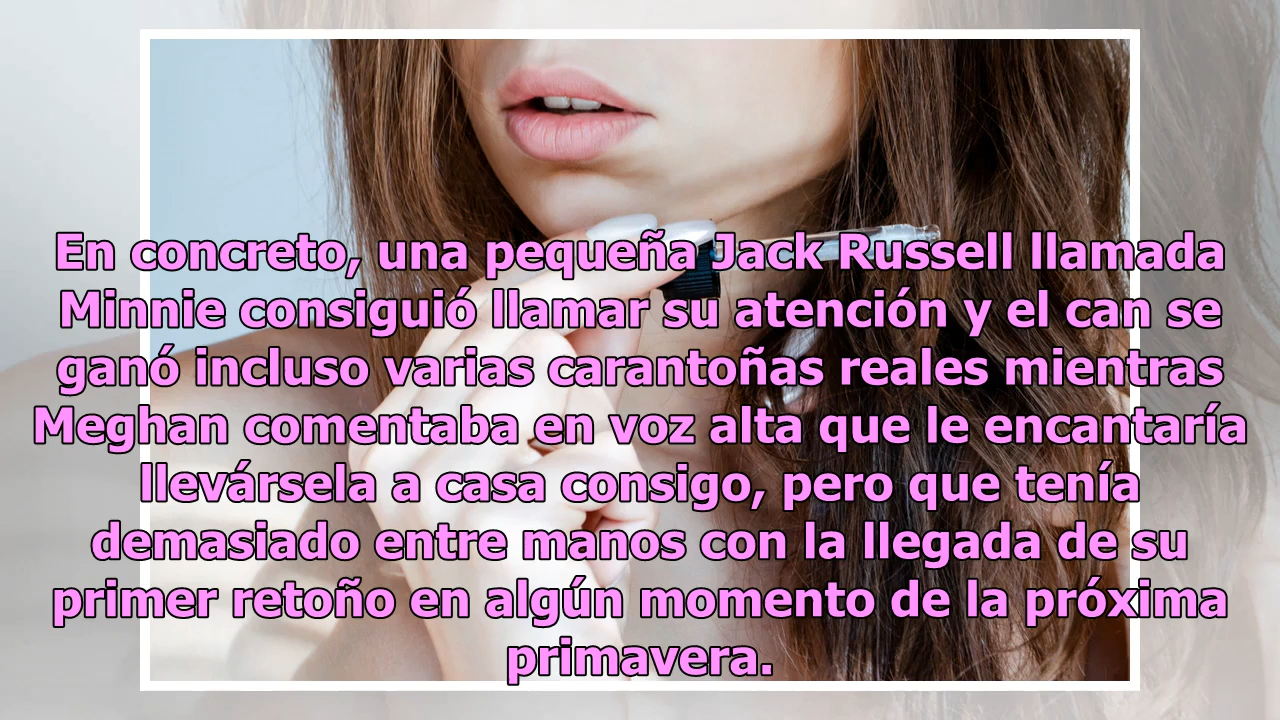 En concreto, una pequeña Jack Russell llamada
Minnie consiguió llamar su atención y el can se
ganó incluso varias carantoñas reales mientras
Meghan comentaba en voz alta que le encantaría
llevársela a casa consigo, pero que tenía
demasiado entre manos con la llegada de su
primer retoño en algún momento de la próxima
primavera.